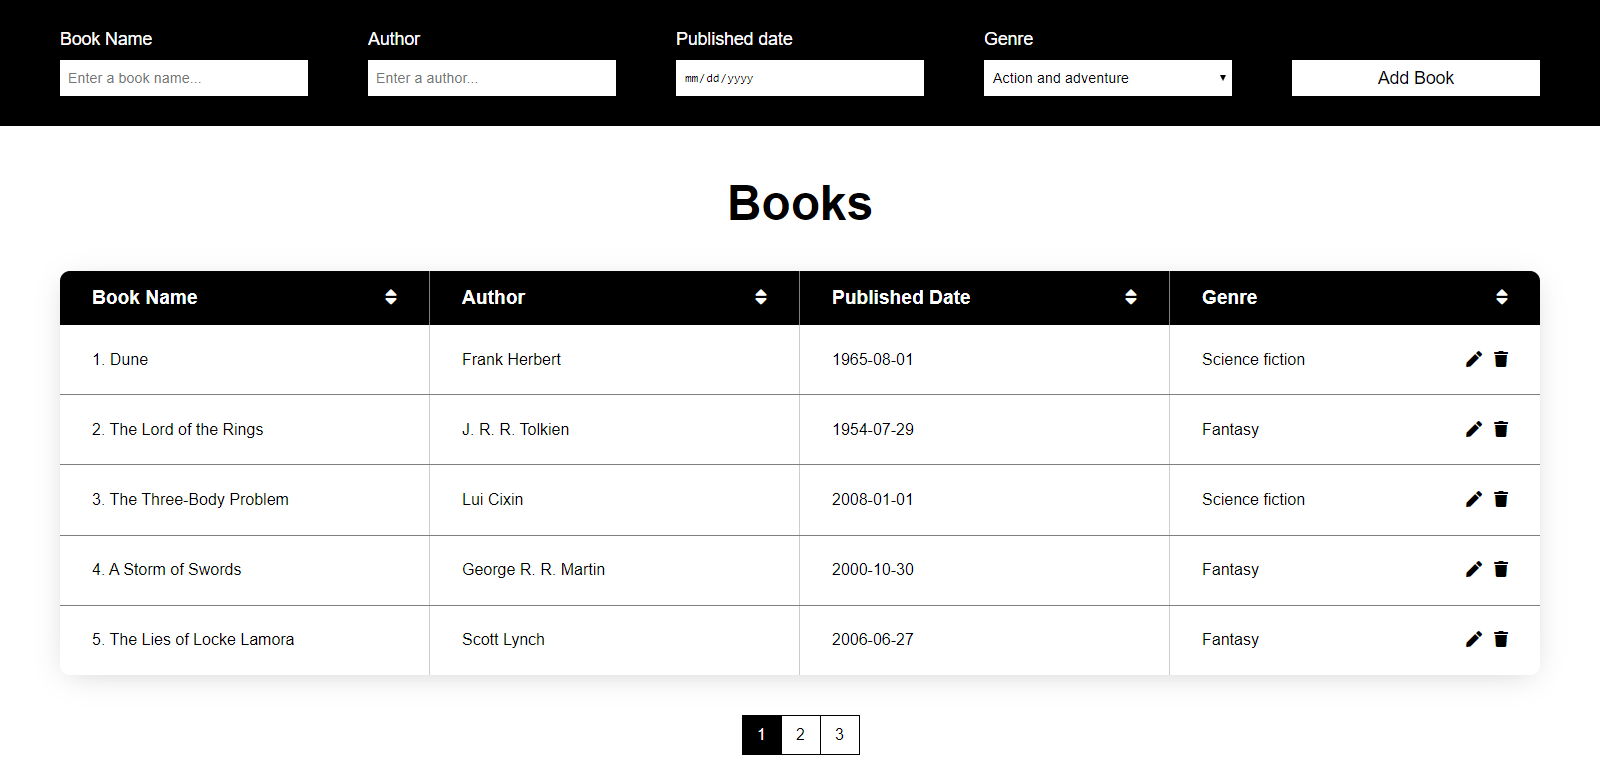 Book Name Author Published date Genre
Enter a book name... Enter a author... mm/dd/yyyy Action and adventure Add Book
Books
Book Name Author Published Date Genre
1. Dune Frank Herbert 1965-08-01 Science fiction
2. The Lord of the Rings J. R. R. Tolkien 1954-07-29 Fantasy
3. The Three-Body Problem Lui Cixin 2008-01-01 Science fiction
4. A Storm of Swords George R. R. Martin 2000-10-30 Fantasy
5. The Lies of Locke Lamora Scott Lynch 2006-06-27 Fantasy
1 2 3